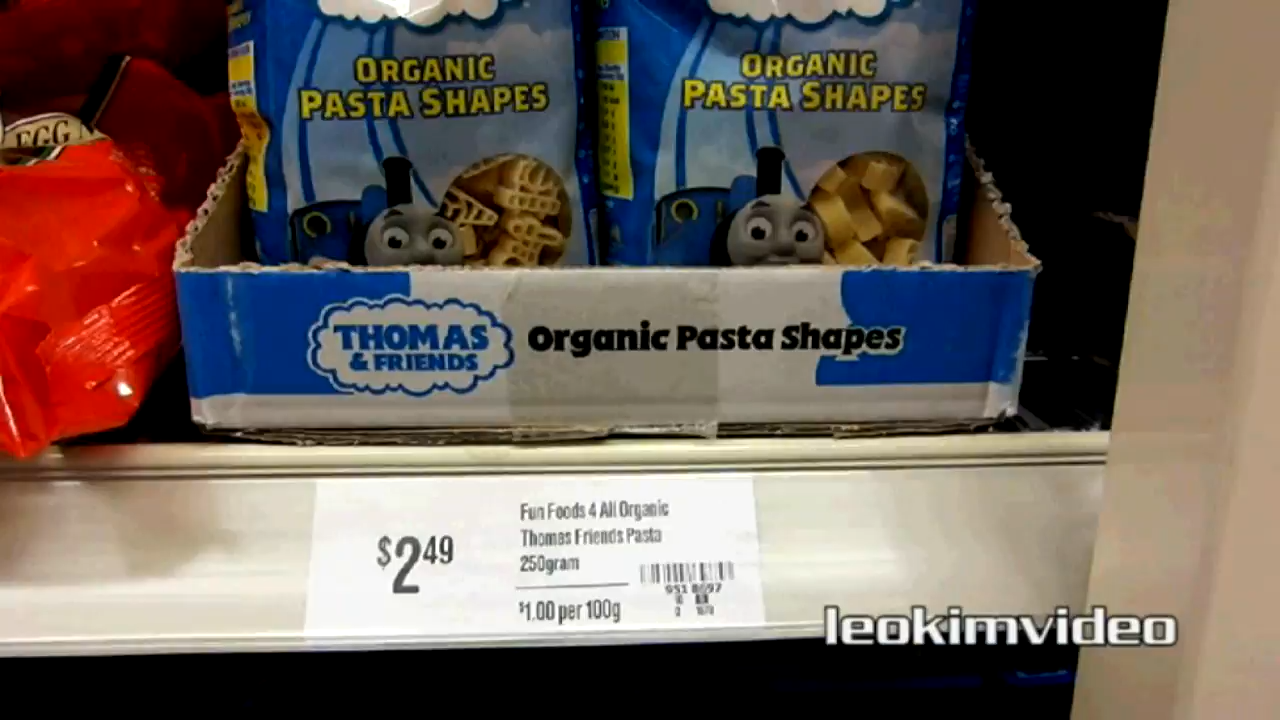 ORGANIC
PASTA SHAPES
ORGANIC
PASTA SHAPES
EGG
THOMAS
& FRIENDS
Organic Pasta Shapes
$2.49
Fun Foods 4 All Organic
Thomas Friends Pasta
250gram
$1.00 per 100g
leokimvideo